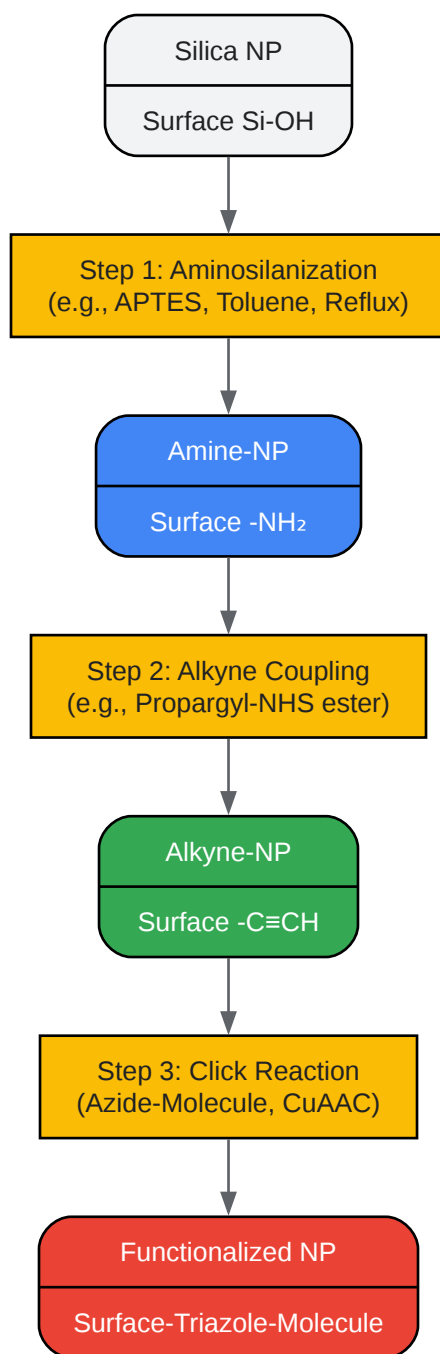 Silica NP
Surface Si-OH
Step 1: Aminosilanization
(e.g., APTES, Toluene, Reflux)
Amine-NP
Surface -NH₂
Step 2: Alkyne Coupling
(e.g., Propargyl-NHS ester)
Alkyne-NP
Surface -C≡CH
Step 3: Click Reaction
(Azide-Molecule, CuAAC)
Functionalized NP
Surface-Triazole-Molecule